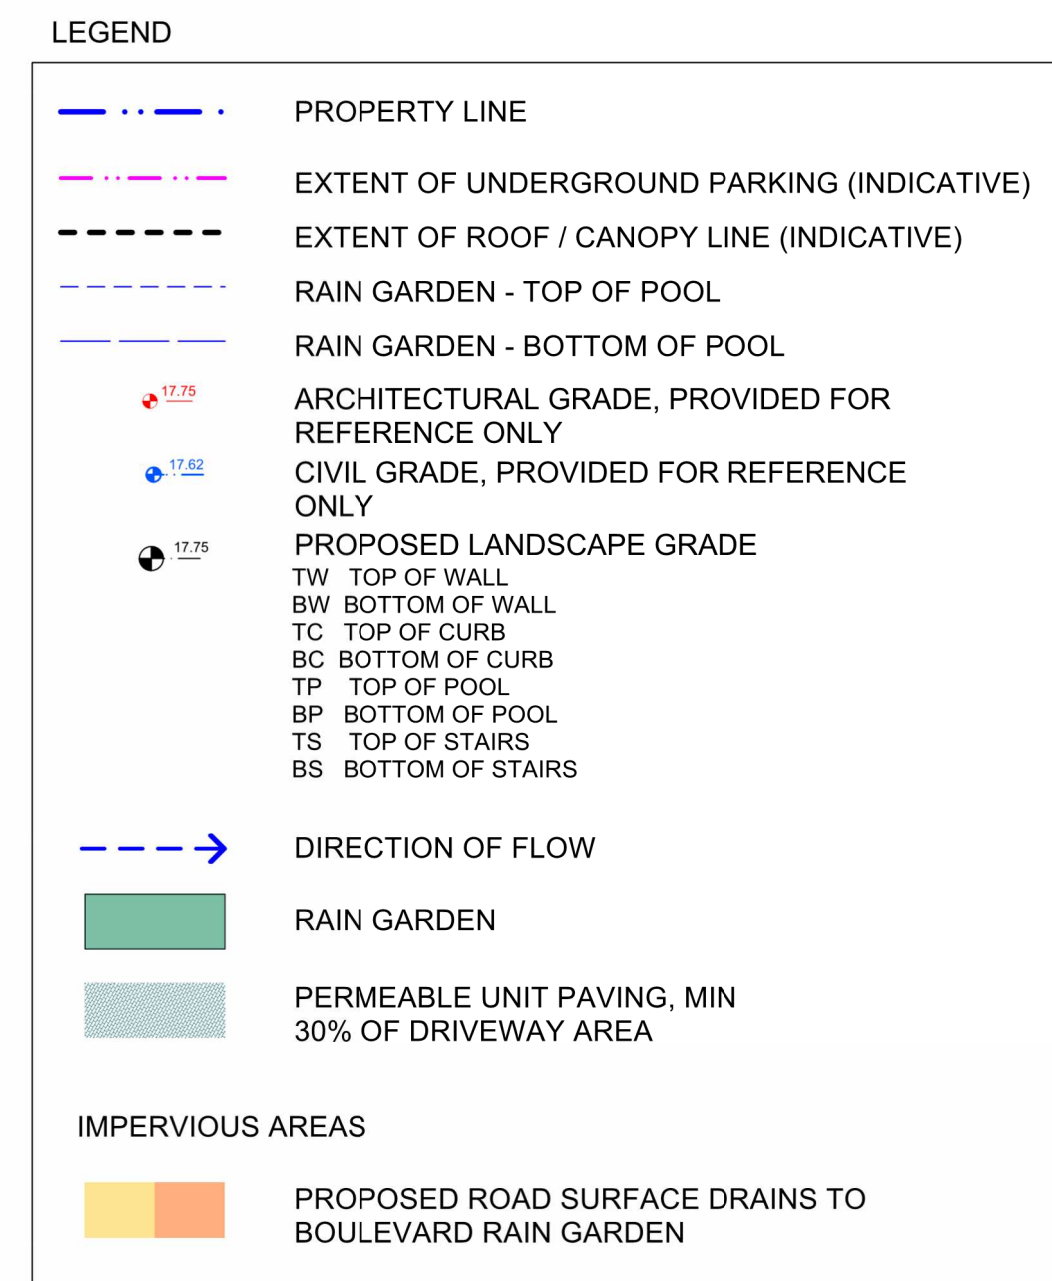 LEGEND
PROPERTY LINE
EXTENT OF UNDERGROUND PARKING (INDICATIVE)
EXTENT OF ROOF / CANOPY LINE (INDICATIVE)
RAIN GARDEN - TOP OF POOL
RAIN GARDEN - BOTTOM OF POOL
17.75
ARCHITECTURAL GRADE, PROVIDED FOR
REFERENCE ONLY
17.62
CIVIL GRADE, PROVIDED FOR REFERENCE
ONLY
17.75
PROPOSED LANDSCAPE GRADE
TW TOP OF WALL
BW BOTTOM OF WALL
TC TOP OF CURB
BC BOTTOM OF CURB
TP TOP OF POOL
BP BOTTOM OF POOL
TS TOP OF STAIRS
BS BOTTOM OF STAIRS
DIRECTION OF FLOW
RAIN GARDEN
PERMEABLE UNIT PAVING, MIN
30% OF DRIVEWAY AREA
IMPERVIOUS AREAS
PROPOSED ROAD SURFACE DRAINS TO
BOULEVARD RAIN GARDEN